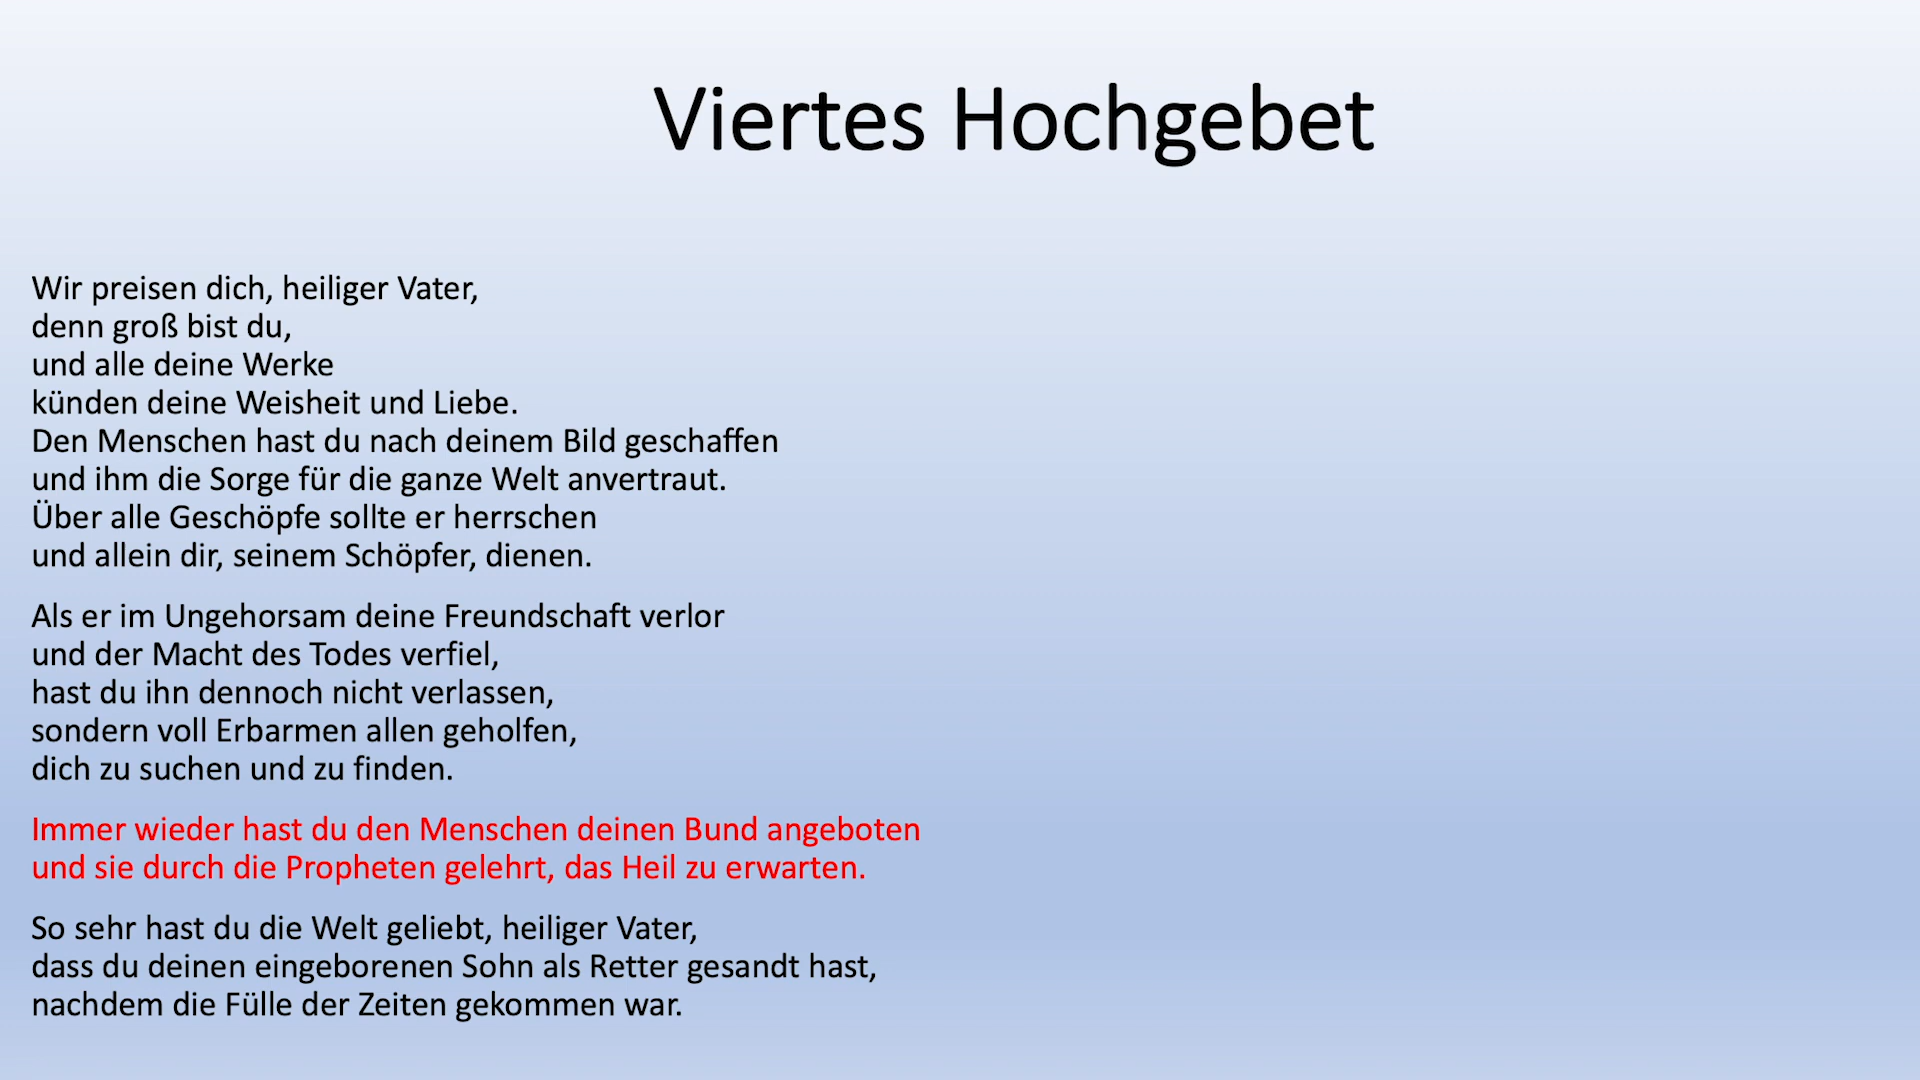 Viertes Hochgebet
Wir preisen dich, heiliger Vater,
denn groß bist du,
und alle deine Werke
künden deine Weisheit und Liebe.
Den Menschen hast du nach deinem Bild geschaffen
und ihm die Sorge für die ganze Welt anvertraut.
Über alle Geschöpfe sollte er herrschen
und allein dir, seinem Schöpfer, dienen.
Als er im Ungehorsam deine Freundschaft verlor
und der Macht des Todes verfiel,
hast du ihn dennoch nicht verlassen,
sondern voll Erbarmen allen geholfen,
dich zu suchen und zu finden.
Immer wieder hast du den Menschen deinen Bund angeboten
und sie durch die Propheten gelehrt, das Heil zu erwarten.
So sehr hast du die Welt geliebt, heiliger Vater,
dass du deinen eingeborenen Sohn als Retter gesandt hast,
nachdem die Fülle der Zeiten gekommen war.